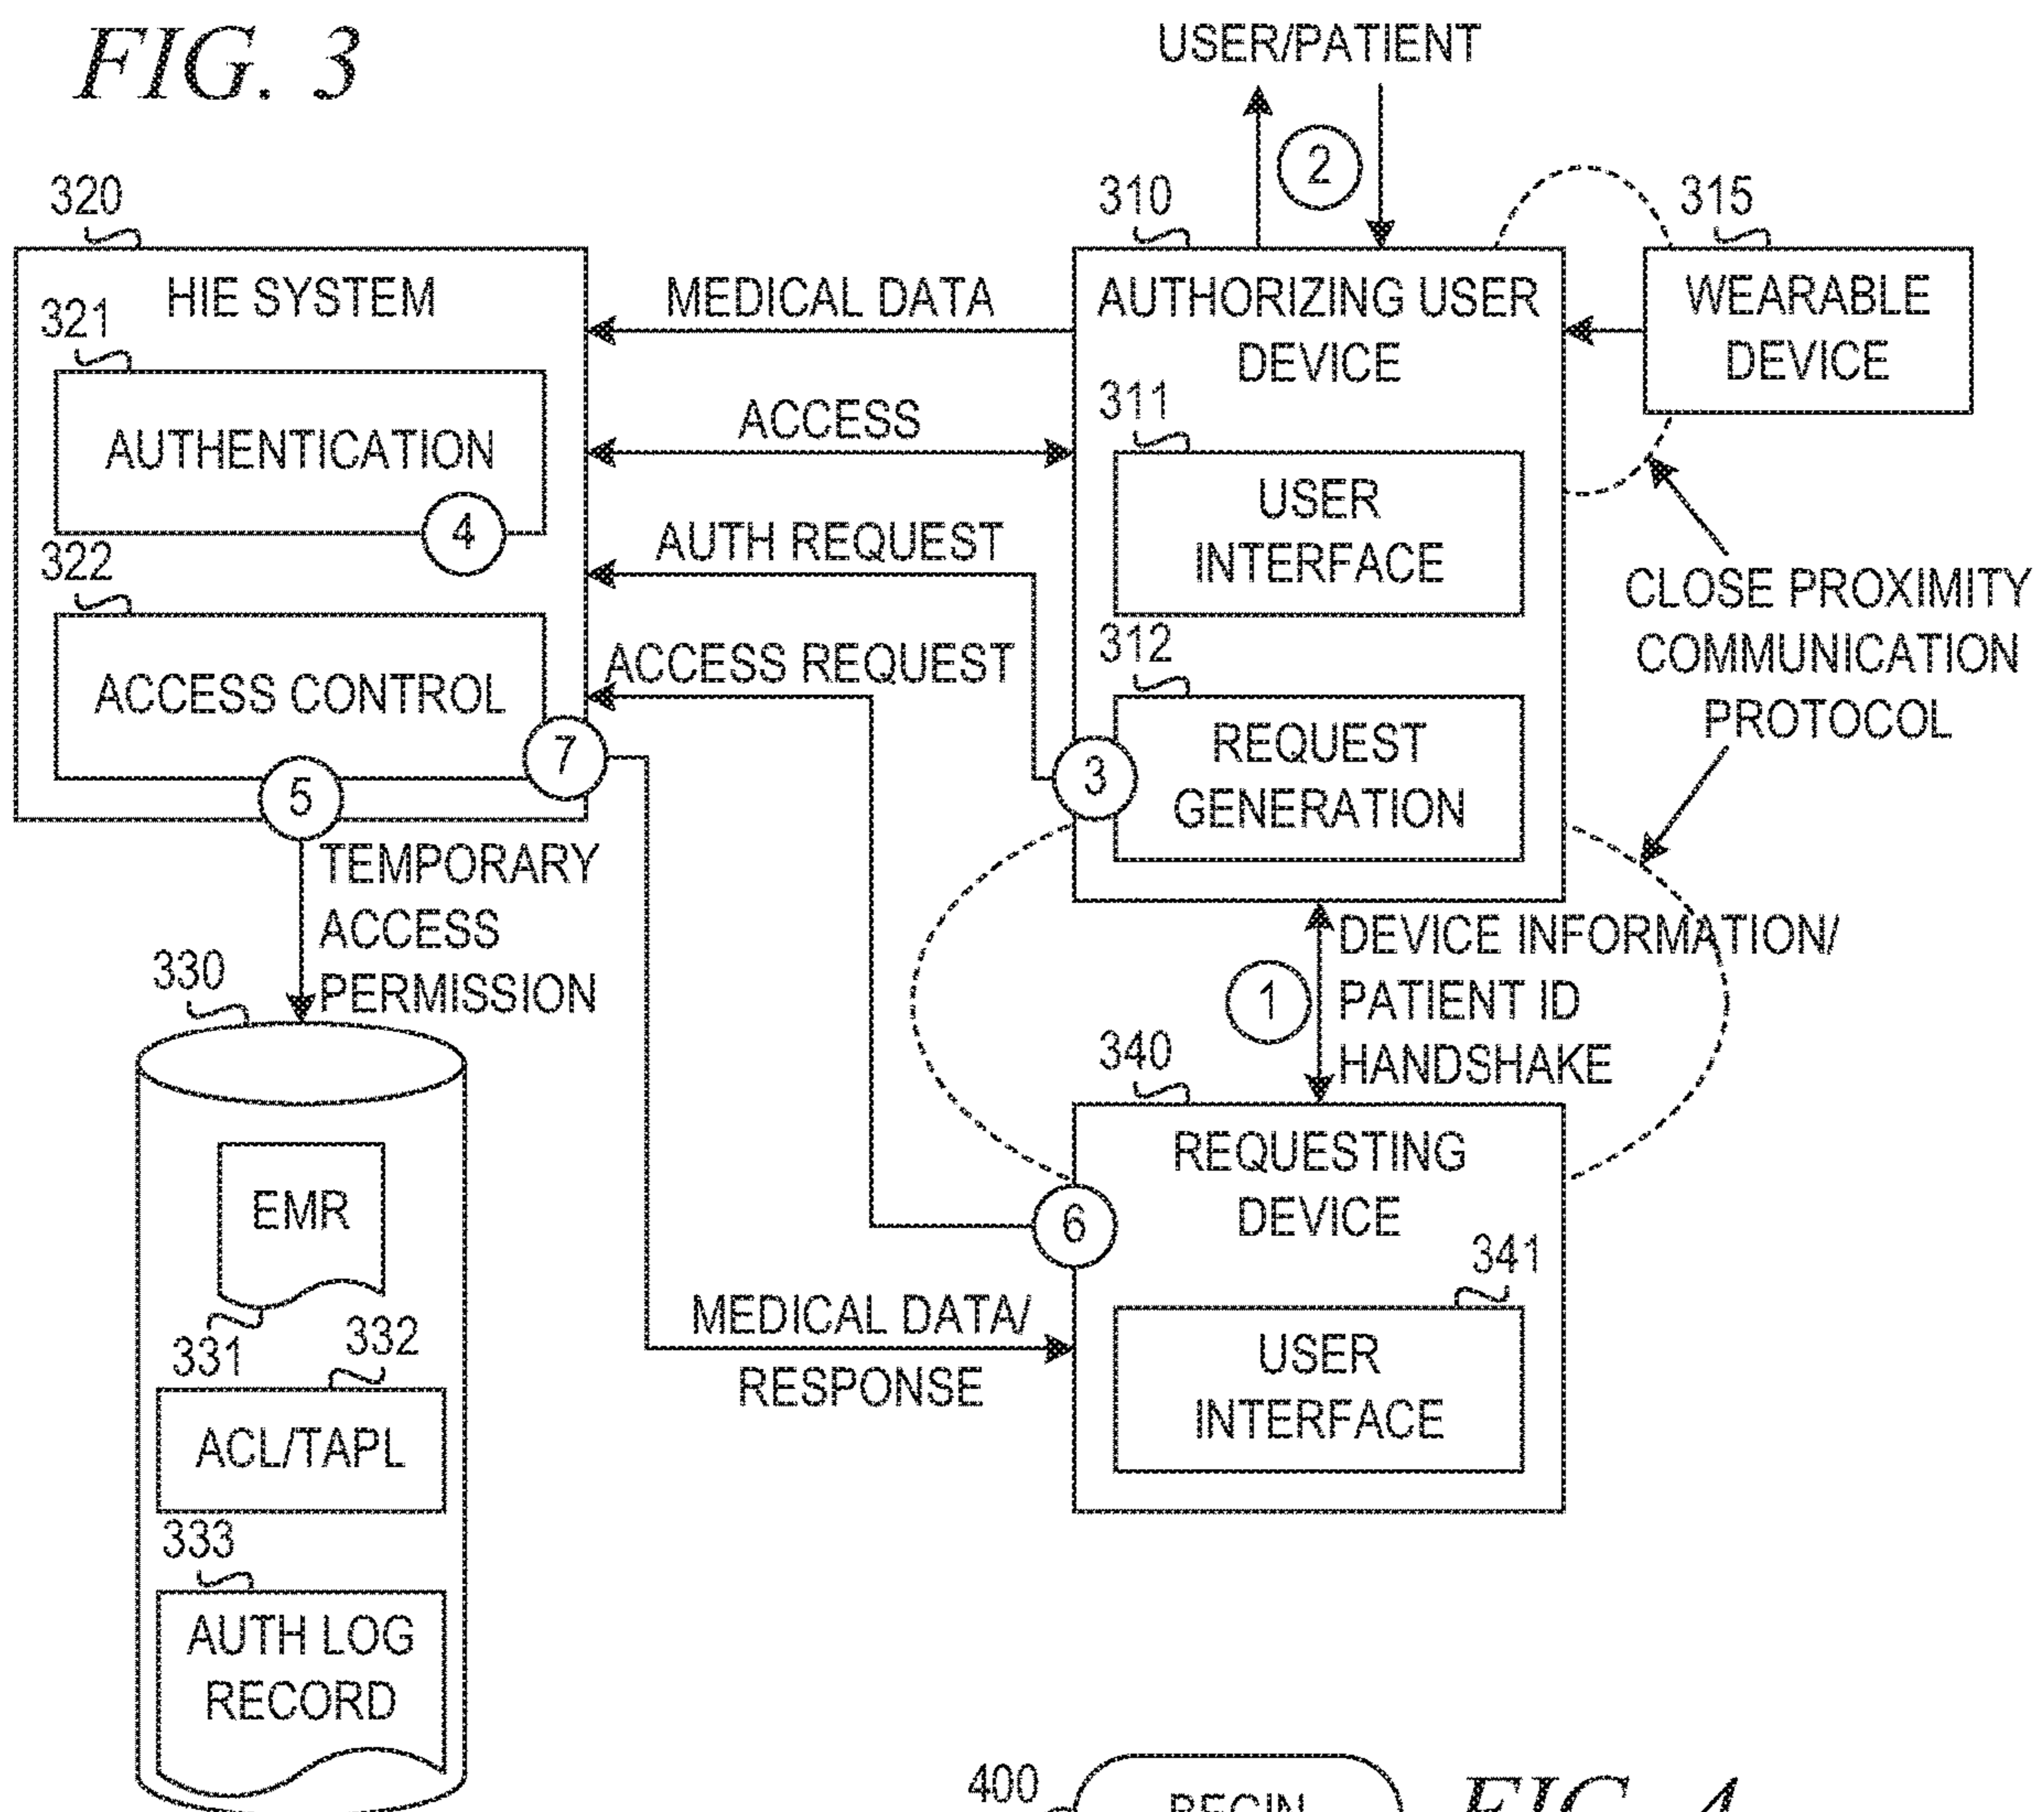 FIG. 3
USER/PATIENT
2
320
310
315
HIE SYSTEM
MEDICAL DATA
AUTHORIZING USER
DEVICE
WEARABLE
DEVICE
321
AUTHENTICATION
4
ACCESS
311
USER
INTERFACE
AUTH REQUEST
322
ACCESS CONTROL
ACCESS REQUEST
312
REQUEST
GENERATION
3
CLOSE PROXIMITY
COMMUNICATION
PROTOCOL
7
5
TEMPORARY
ACCESS
PERMISSION
DEVICE INFORMATION/
PATIENT ID
HANDSHAKE
1
330
340
REQUESTING
DEVICE
6
EMR
331
332
341
MEDICAL DATA/
RESPONSE
USER
INTERFACE
ACL/TAPL
333
AUTH LOG
RECORD
400
BEGIN
FIG. 4